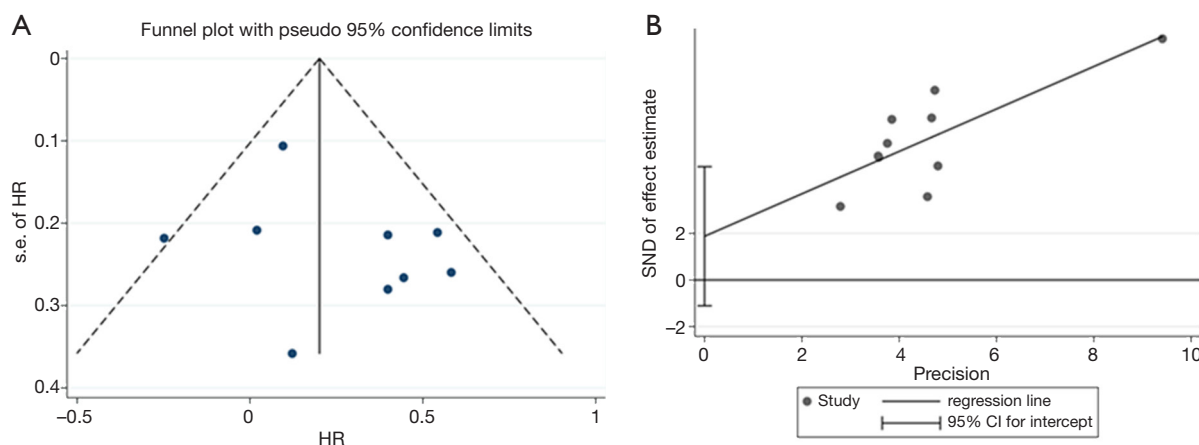 A
Funnel plot with pseudo 95% confidence limits
0
0.1
0.2
0.3
0.4
s.e. of HR
−0.5 0 0.5 1
HR
B
SND of effect estimate
2
0
−2
0 2 4 6 8 10
Precision
Study regression line
95% CI for intercept